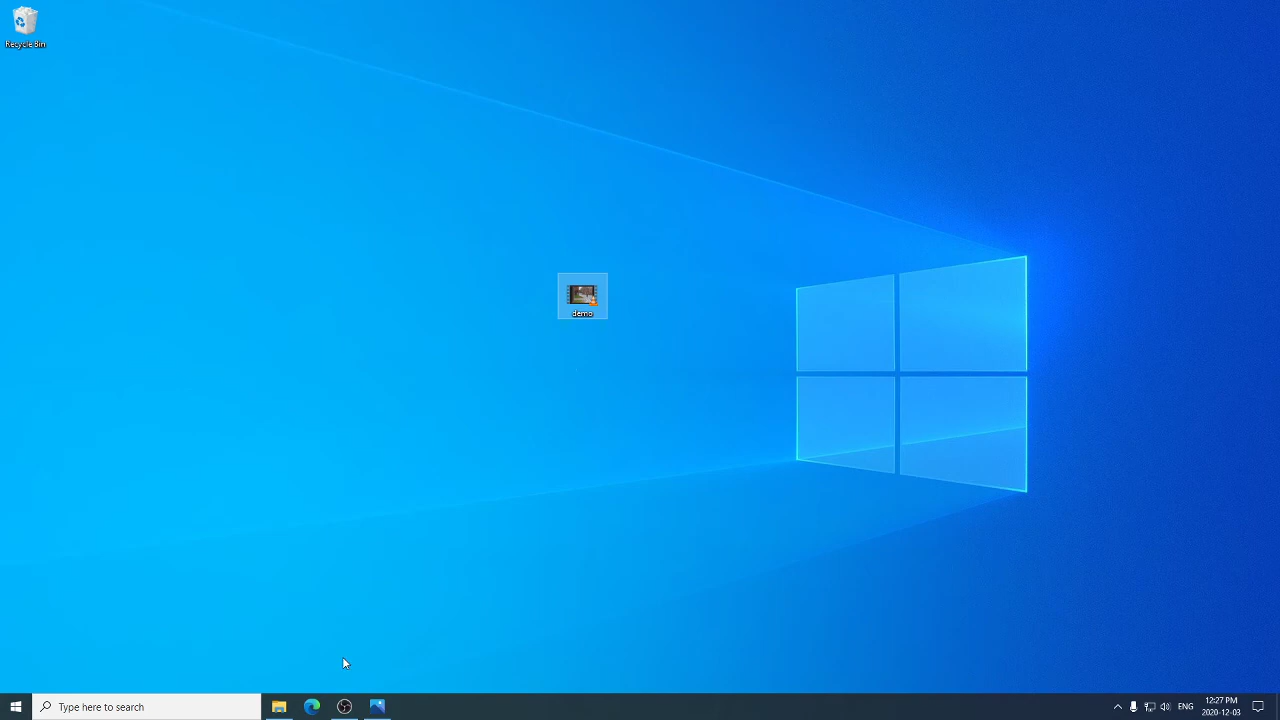 Recycle Bin
demo
Type here to search
ENG
12:27 PM
2020-12-03